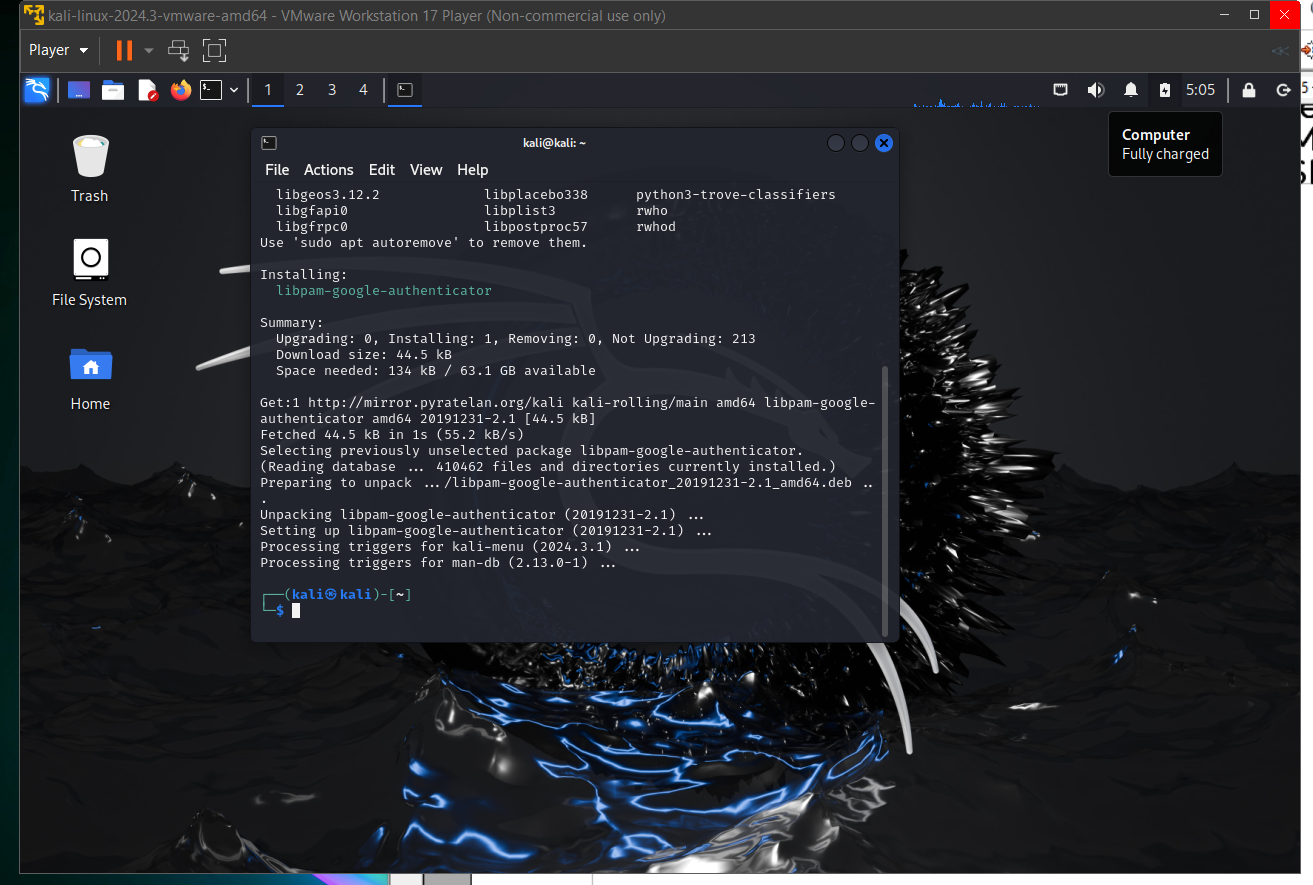 kali-linux-2024.3-vmware-amd64 - VMware Workstation 17 Player (Non-commercial use only)
Player
1 2 3 4
5:05
Computer
Fully charged
Trash
File System
Home
kali@kali: ~
File Actions Edit View Help
libgeos3.12.2 libplacebo338 python3-trove-classifiers
libgfapi0 libplist3 rwho
libgfrpc0 libpostproc57 rwhod
Use 'sudo apt autoremove' to remove them.
Installing:
libpam-google-authenticator
Summary:
Upgrading: 0, Installing: 1, Removing: 0, Not Upgrading: 213
Download size: 44.5 kB
Space needed: 134 kB / 63.1 GB available
Get:1 http://mirror.pyratelan.org/kali kali-rolling/main amd64 libpam-google-
authenticator amd64 20191231-2.1 [44.5 kB]
Fetched 44.5 kB in 1s (55.2 kB/s)
Selecting previously unselected package libpam-google-authenticator.
(Reading database ... 410462 files and directories currently installed.)
Preparing to unpack .../libpam-google-authenticator_20191231-2.1_amd64.deb ..
.
Unpacking libpam-google-authenticator (20191231-2.1) ...
Setting up libpam-google-authenticator (20191231-2.1) ...
Processing triggers for kali-menu (2024.3.1) ...
Processing triggers for man-db (2.13.0-1) ...
┌──(kali㉿kali)-[~]
└─$